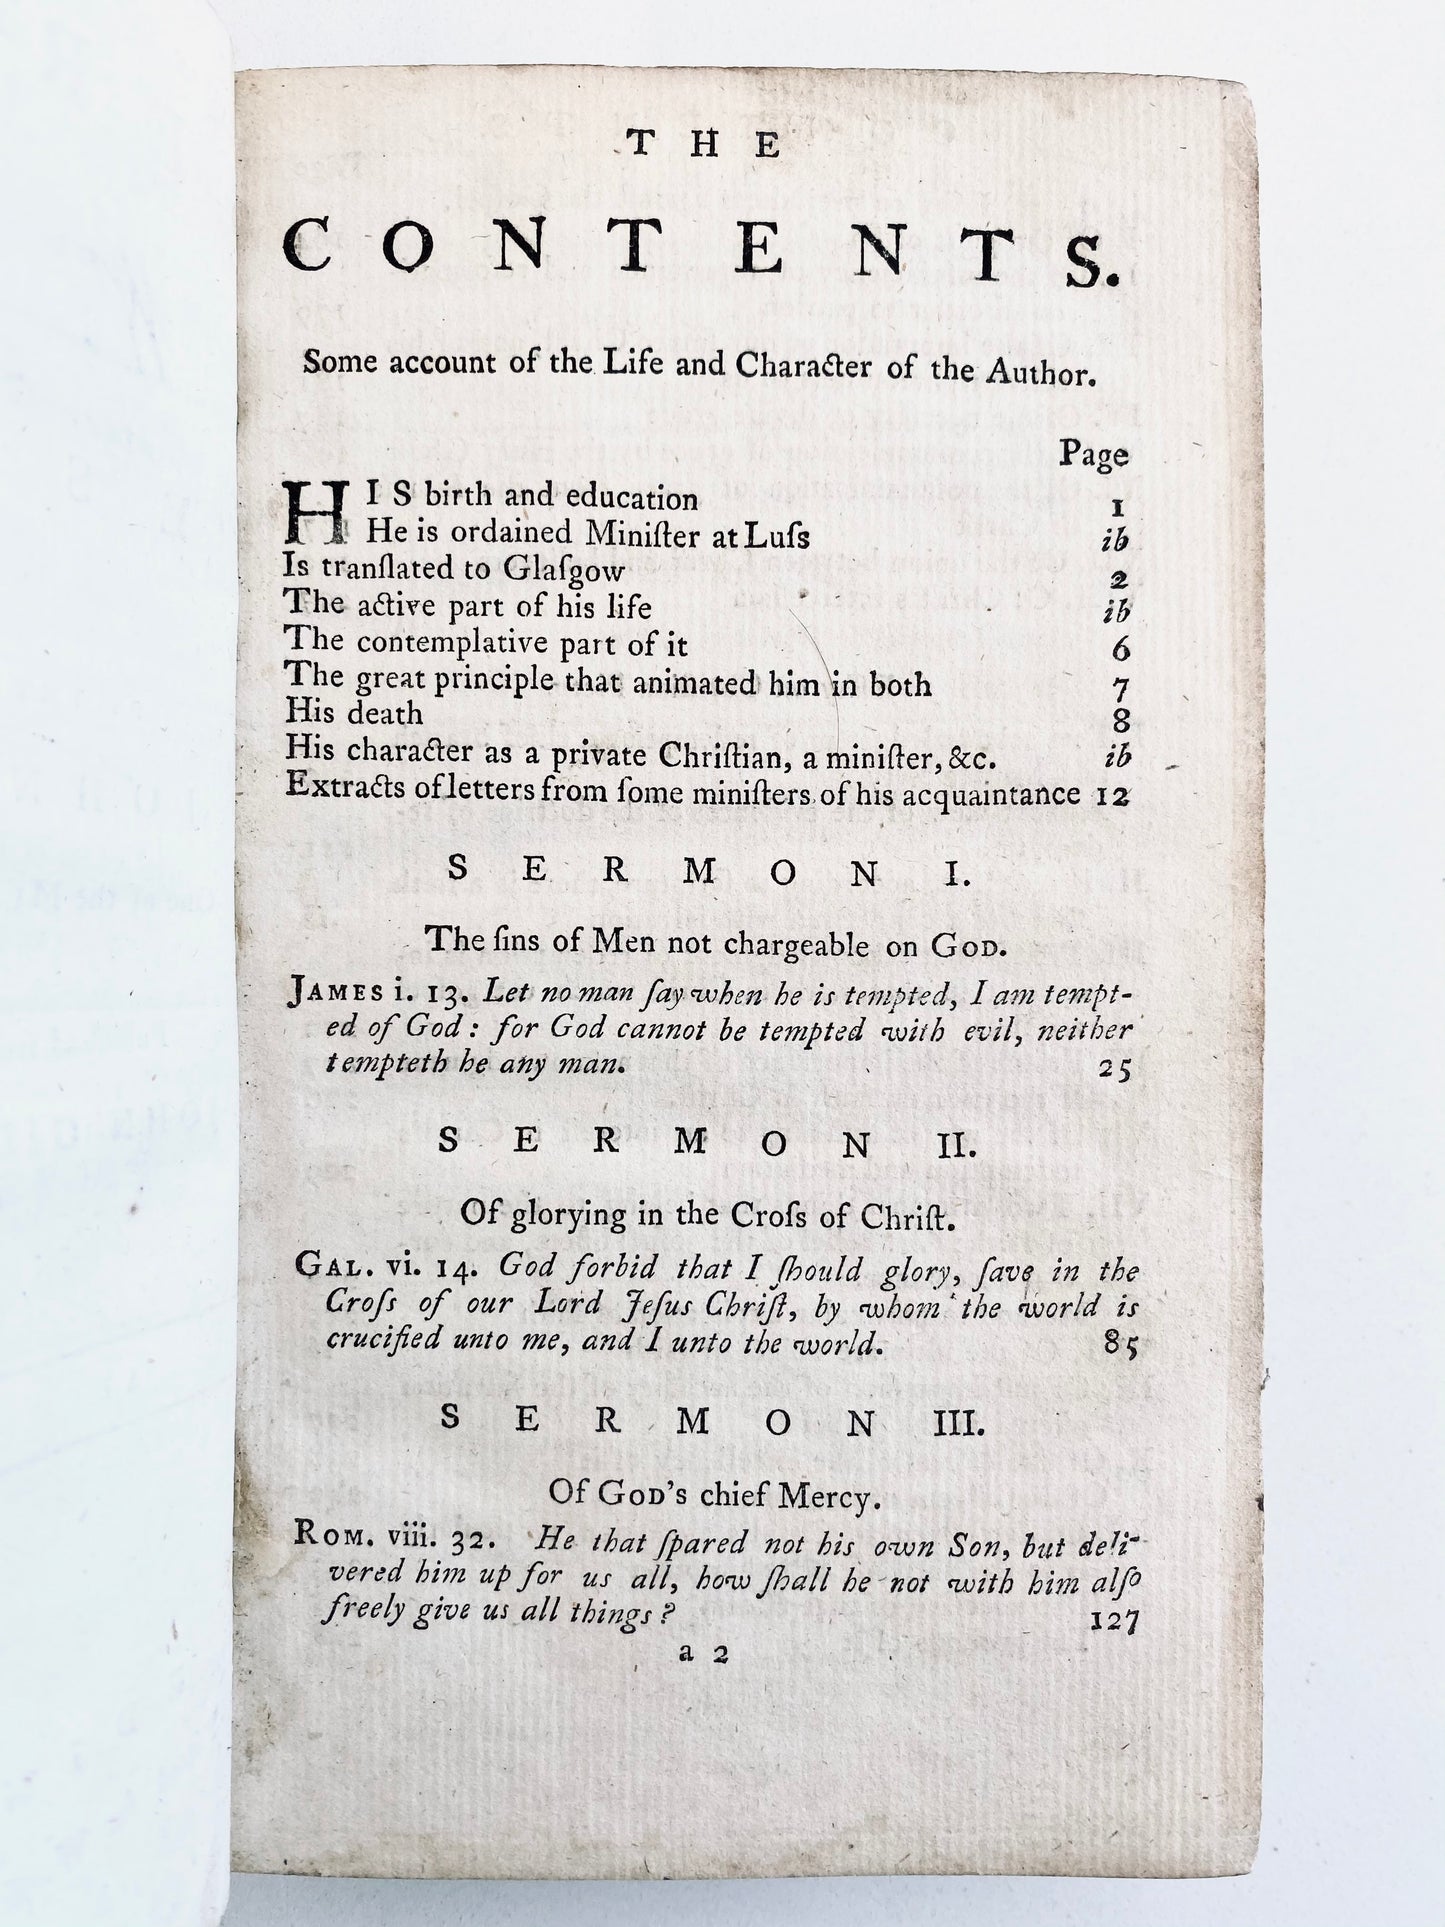 THE
CONTENTS.
Some account of the Life and Character of the Author.
Page
HIS birth and education 1
He is ordained Miniſter at Luſs ib
Is tranſlated to Glaſgow 2
The active part of his life ib
The contemplative part of it 6
The great principle that animated him in both 7
His death 8
His character as a private Chriſtian, a miniſter, &c. ib
Extracts of letters from ſome miniſters of his acquaintance 12
SERMON I.
The ſins of Men not chargeable on GOD.
JAMES i. 13. Let no man ſay when he is tempted, I am tempt-
ed of God: for God cannot be tempted with evil, neither
tempteth he any man. 25
SERMON II.
Of glorying in the Croſs of Chriſt.
GAL. vi. 14. God forbid that I ſhould glory, ſave in the
Croſs of our Lord Jeſus Chriſt, by whom the world is
crucified unto me, and I unto the world. 85
SERMON III.
Of GOD'S chief Mercy.
ROM. viii. 32. He that ſpared not his own Son, but deli-
vered him up for us all, how ſhall he not with him alſo
freely give us all things? 127
a 2